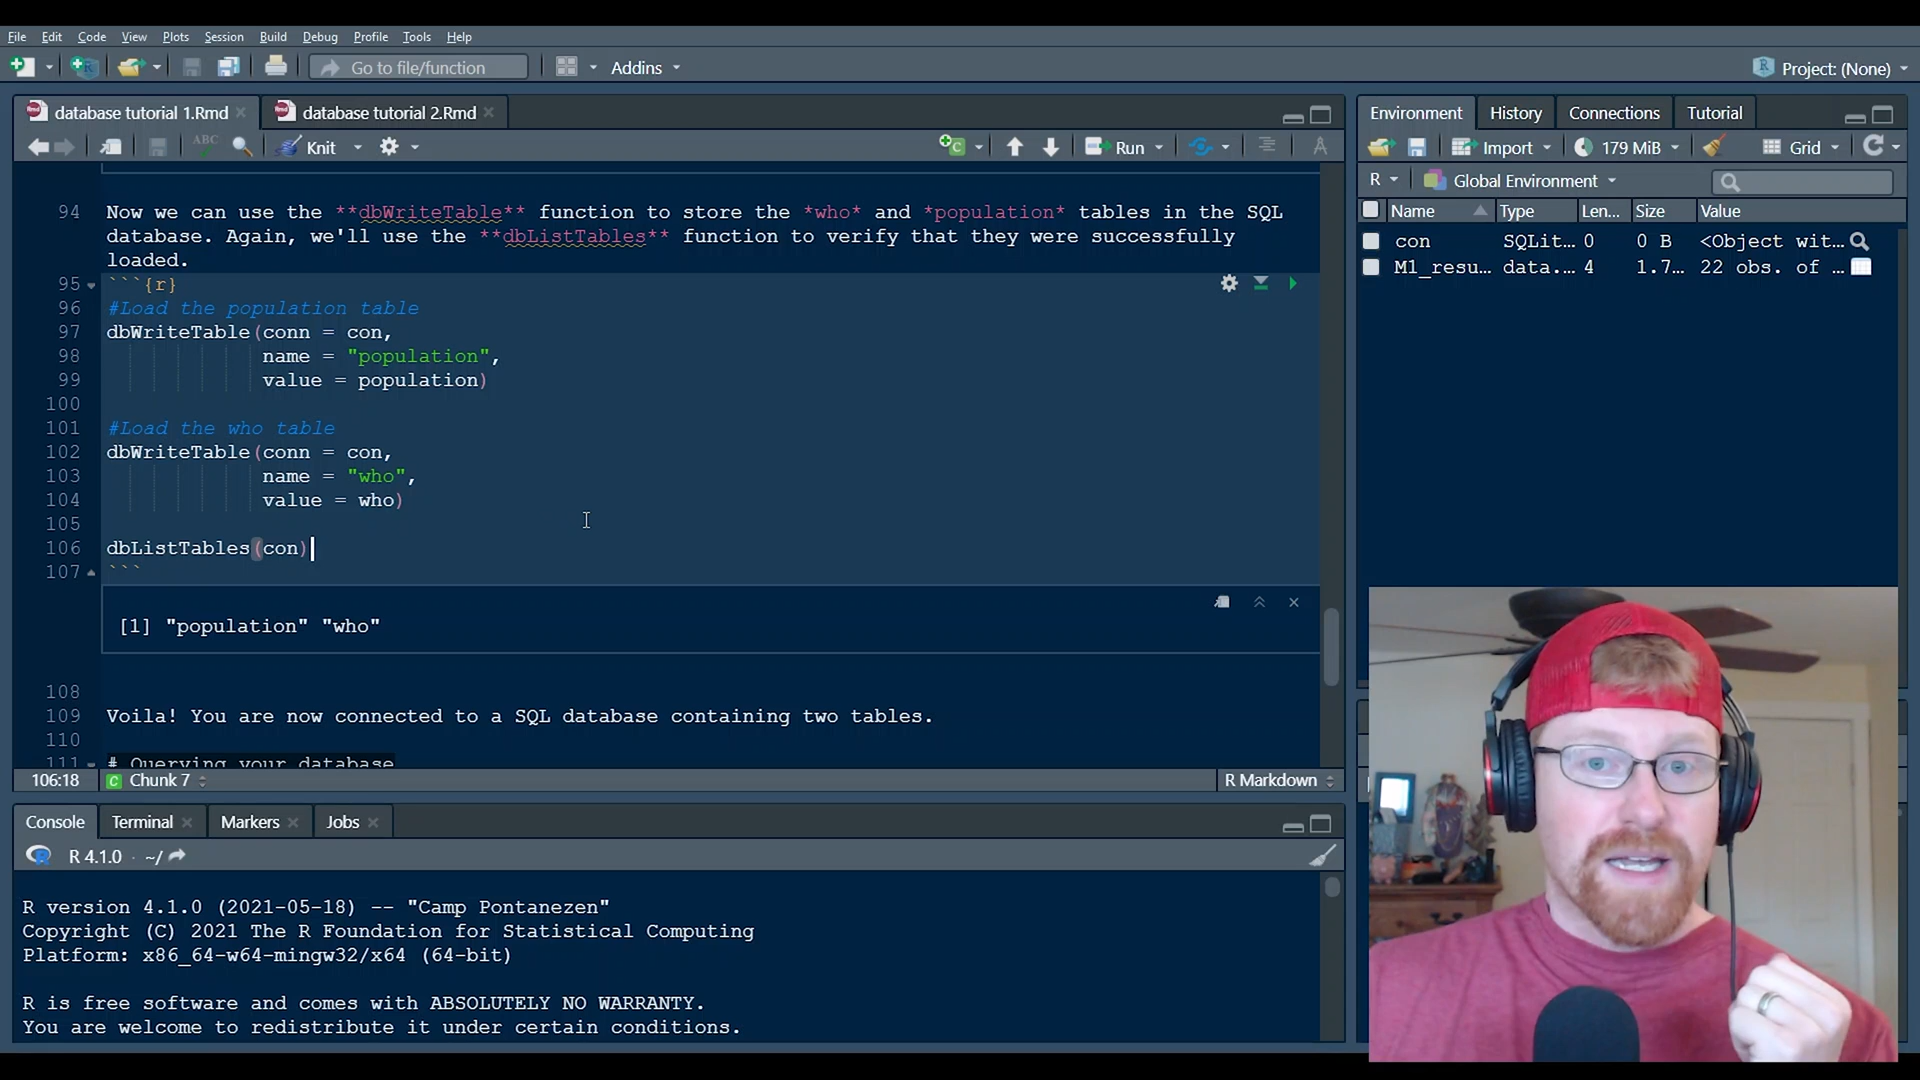 File Edit Code View Plots Session Build Debug Profile Tools Help
Go to file/function Addins Project: (None)
database tutorial 1.Rmd database tutorial 2.Rmd
ABC Knit Run
94 Now we can use the **dbWriteTable** function to store the *who* and *population* tables in the SQL
database. Again, we'll use the **dbListTables** function to verify that they were successfully
loaded.
95 ```{r}
96 #Load the population table
97 dbWriteTable(conn = con,
98 name = "population",
99 value = population)
100
101 #Load the who table
102 dbWriteTable(conn = con,
103 name = "who",
104 value = who)
105
106 dbListTables(con)
107 ```
[1] "population" "who"
108
109 Voila! You are now connected to a SQL database containing two tables.
110
111 # Querying your database
106:18 C Chunk 7 R Markdown
Console Terminal Markers Jobs
R 4.1.0 · ~/
R version 4.1.0 (2021-05-18) -- "Camp Pontanezen"
Copyright (C) 2021 The R Foundation for Statistical Computing
Platform: x86_64-w64-mingw32/x64 (64-bit)
R is free software and comes with ABSOLUTELY NO WARRANTY.
You are welcome to redistribute it under certain conditions.
Environment History Connections Tutorial
Import 179 MiB Grid
R Global Environment
Name Type Len... Size Value
con SQLit... 0 0 B <Object wit...
M1_resu... data.... 4 1.7... 22 obs. of ...